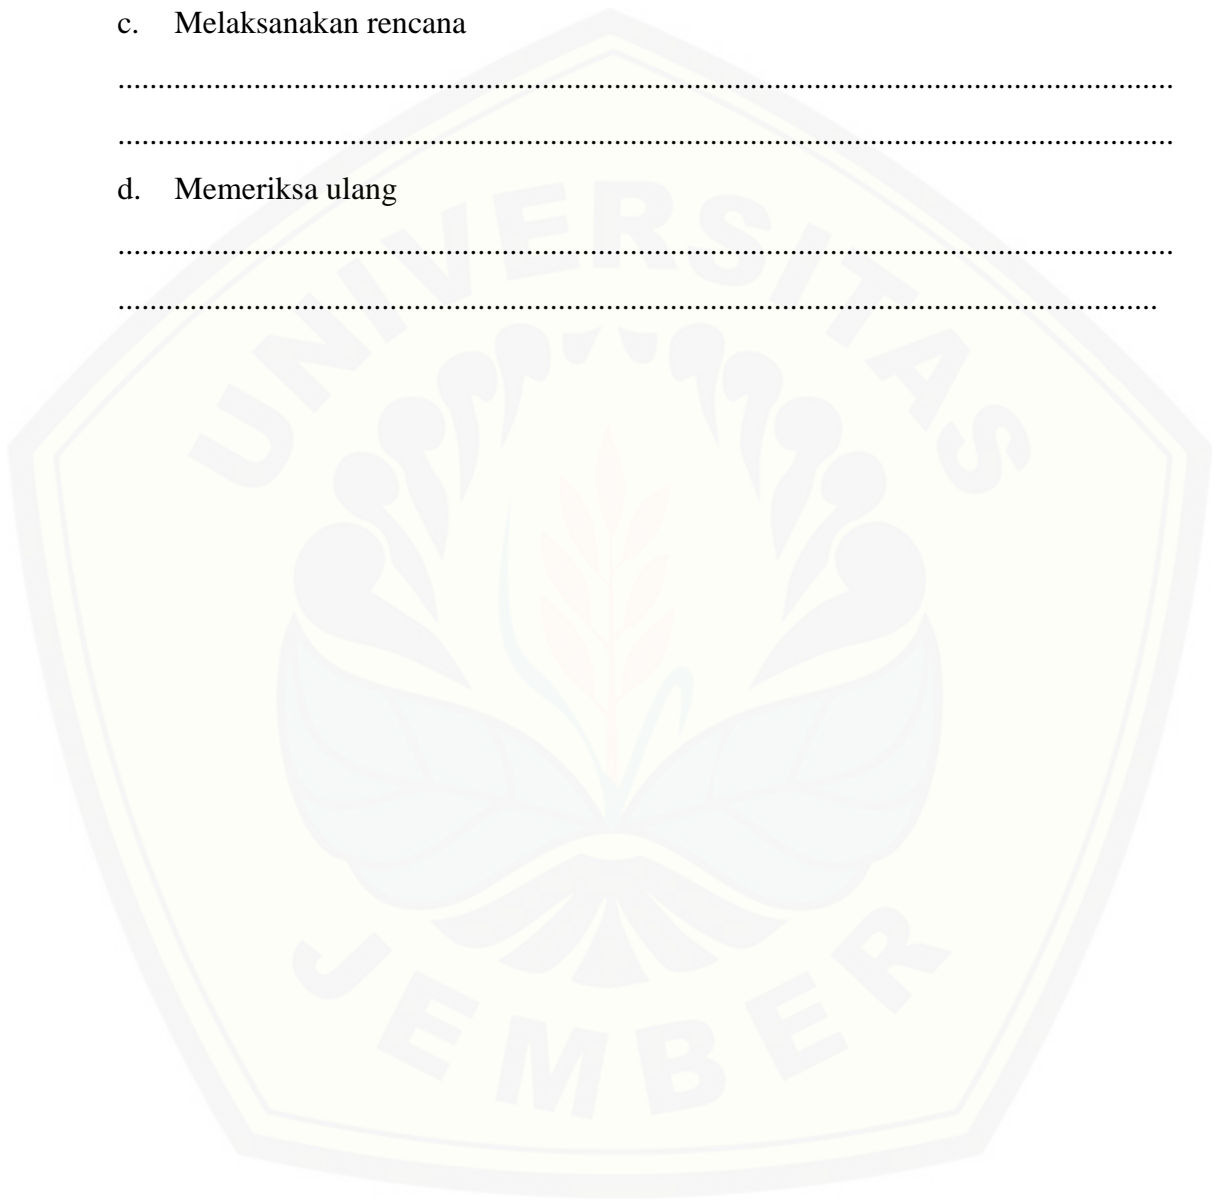 c. Melaksanakan rencana
....................................................................................................................................
....................................................................................................................................
d. Memeriksa ulang
....................................................................................................................................
..................................................................................................................................
UNIVERSITAS
JEMBER